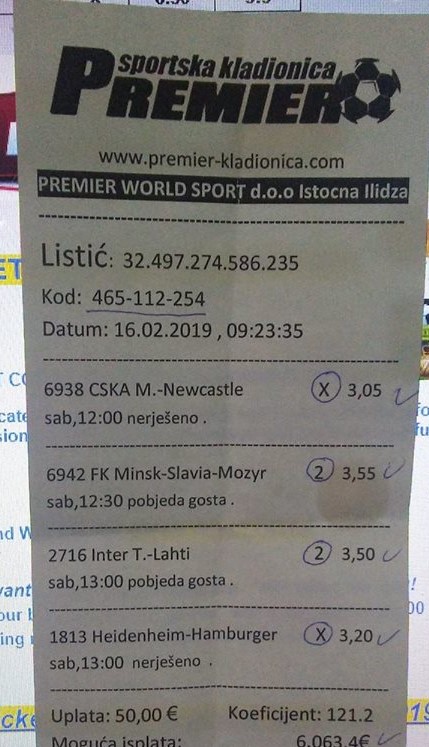 sportska kladionica
PREMIER
www.premier-kladionica.com
PREMIER WORLD SPORT d.o.o Istocna Ilidza
Listić: 32.497.274.586.235
Kod: 465-112-254
Datum: 16.02.2019 , 09:23:35
6938 CSKA M.-Newcastle X 3,05
sab,12:00 nerješeno .
6942 FK Minsk-Slavia-Mozyr 2 3,55
sab,12:30 pobjeda gosta .
2716 Inter T.-Lahti 2 3,50
sab,13:00 pobjeda gosta .
1813 Heidenheim-Hamburger X 3,20
sab,13:00 nerješeno .
Uplata: 50,00 € Koeficijent: 121.2
Moguća isplata: 6.063,4€